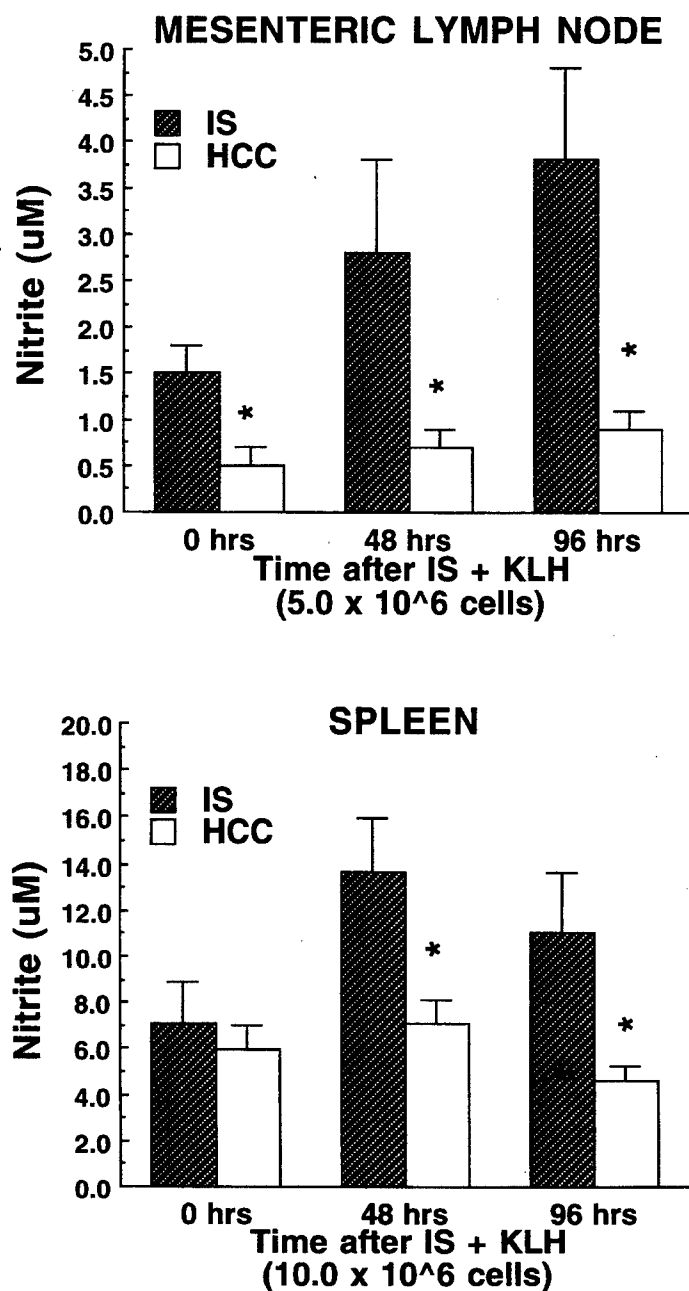 MESENTERIC LYMPH NODE
5.0
4.5
4.0
3.5
3.0
2.5
2.0
1.5
1.0
0.5
0.0
Nitrite (uM)
IS
HCC
*
*
*
0 hrs
48 hrs
96 hrs
Time after IS + KLH
(5.0 x 10^6 cells)
SPLEEN
20.0
18.0
16.0
14.0
12.0
10.0
8.0
6.0
4.0
2.0
0.0
Nitrite (uM)
IS
HCC
*
*
0 hrs
48 hrs
96 hrs
Time after IS + KLH
(10.0 x 10^6 cells)